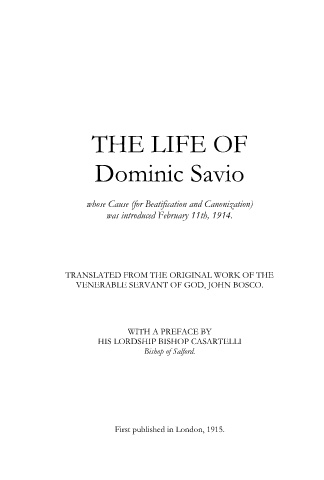 THE LIFE OF
Dominic Savio
whose Cause (for Beatification and Canonization)
was introduced February 11th, 1914.
TRANSLATED FROM THE ORIGINAL WORK OF THE
VENERABLE SERVANT OF GOD, JOHN BOSCO.
WITH A PREFACE BY
HIS LORDSHIP BISHOP CASARTELLI
Bishop of Salford.
First published in London, 1915.